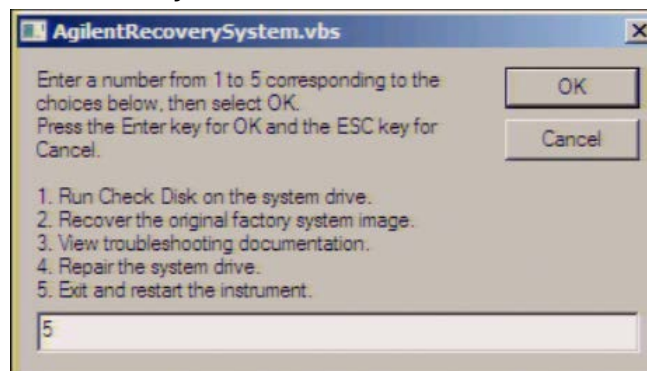 AgilentRecoverySystem.vbs
Enter a number from 1 to 5 corresponding to the
choices below, then select OK.
Press the Enter key for OK and the ESC key for
Cancel.
OK
Cancel
1. Run Check Disk on the system drive.
2. Recover the original factory system image.
3. View troubleshooting documentation.
4. Repair the system drive.
5. Exit and restart the instrument.
5